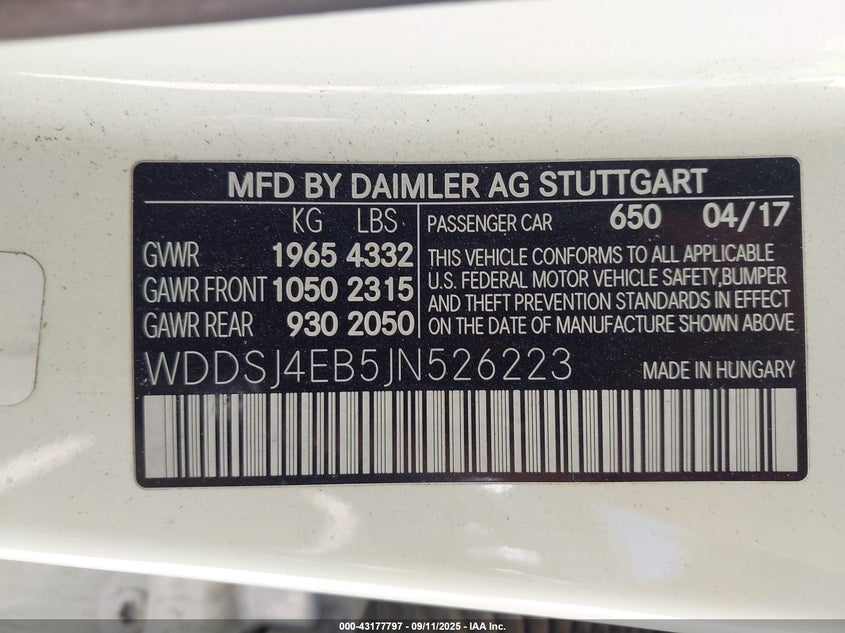 MFD BY DAIMLER AG STUTTGART
KG LBS
GVWR 1965 4332
GAWR FRONT 1050 2315
GAWR REAR 930 2050
PASSENGER CAR 650 04/17
THIS VEHICLE CONFORMS TO ALL APPLICABLE
U.S. FEDERAL MOTOR VEHICLE SAFETY,BUMPER
AND THEFT PREVENTION STANDARDS IN EFFECT
ON THE DATE OF MANUFACTURE SHOWN ABOVE
WDDSJ4EB5JN526223 MADE IN HUNGARY
000-43177797 - 09/11/2025 - IAA Inc.